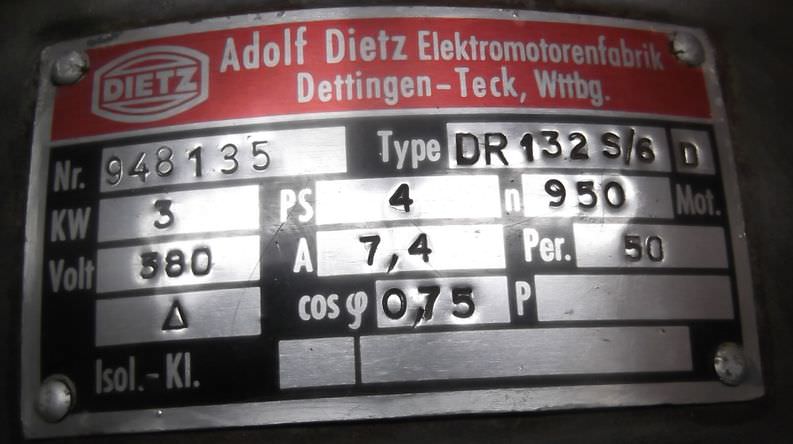 DIETZ
Adolf Dietz Elektromotorenfabrik
Dettingen-Teck, Wttbg.
Nr. 948135 Type DR 132 S/6 D
KW 3 PS 4 n 950 Mot.
Volt 380 A 7,4 Per. 50
Δ cos φ 0,75 P
Isol.-Kl.